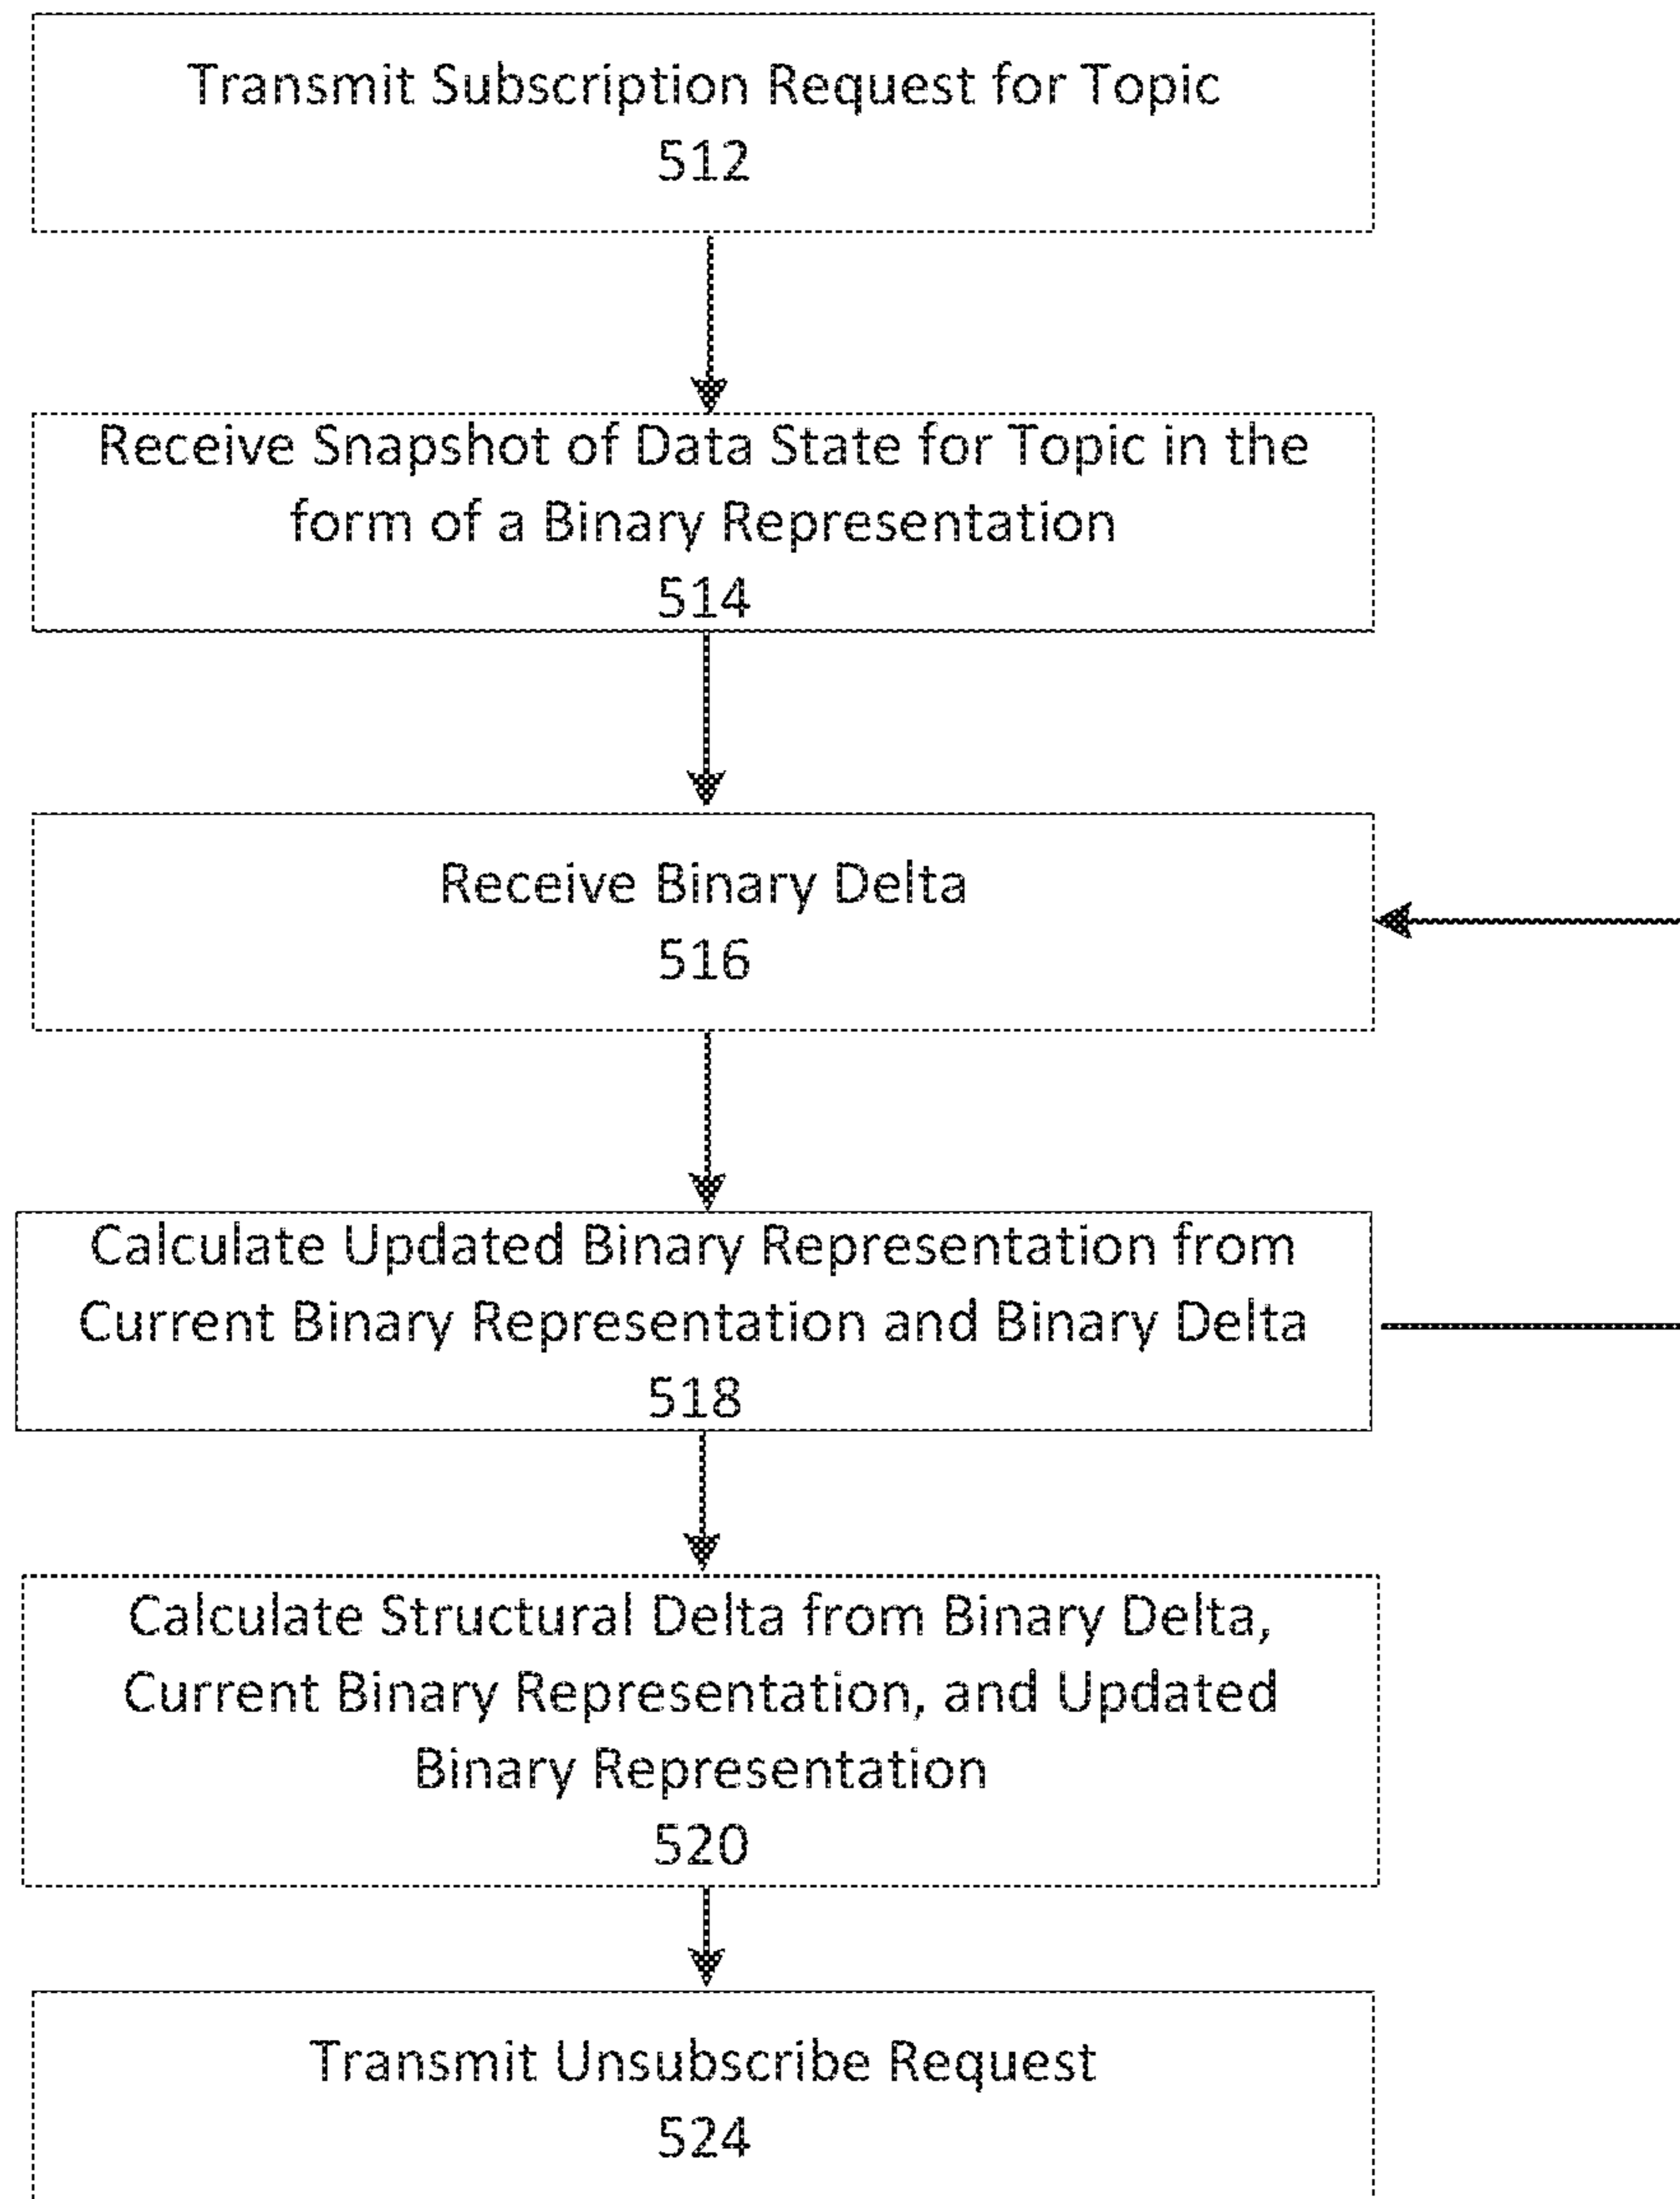 Transmit Subscription Request for Topic
512
Receive Snapshot of Data State for Topic in the
form of a Binary Representation
514
Receive Binary Delta
516
Calculate Updated Binary Representation from
Current Binary Representation and Binary Delta
518
Calculate Structural Delta from Binary Delta,
Current Binary Representation, and Updated
Binary Representation
520
Transmit Unsubscribe Request
524